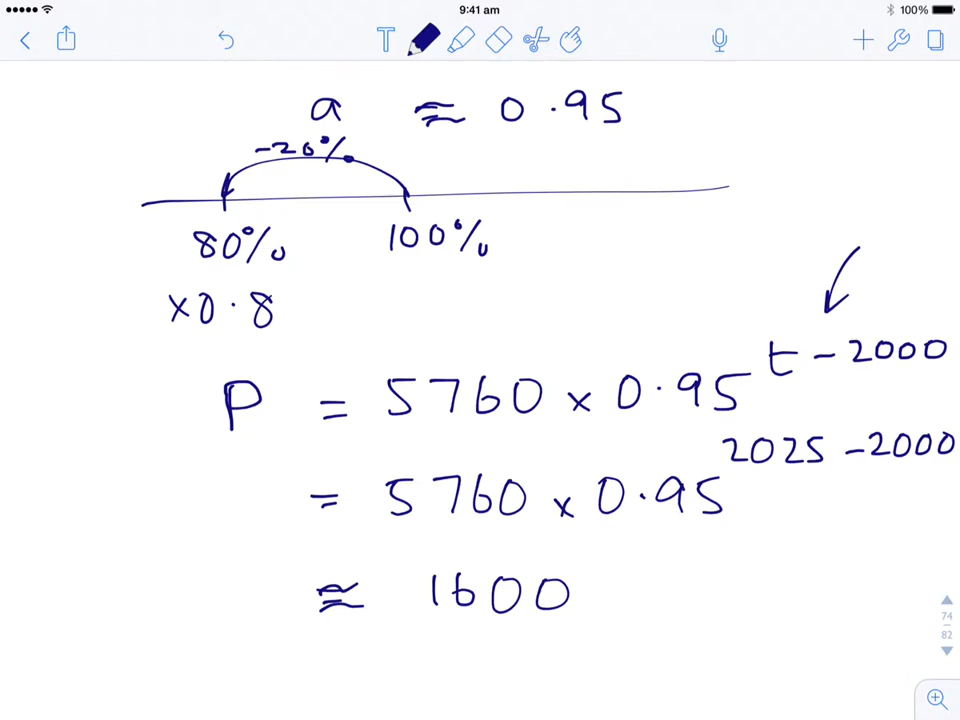 9:41 am
100%
T
a ≈ 0.95
-20%
80% 100%
×0.8
P = 5760 × 0.95^t-2000
= 5760 × 0.95^2025-2000
≈ 1600
74
82